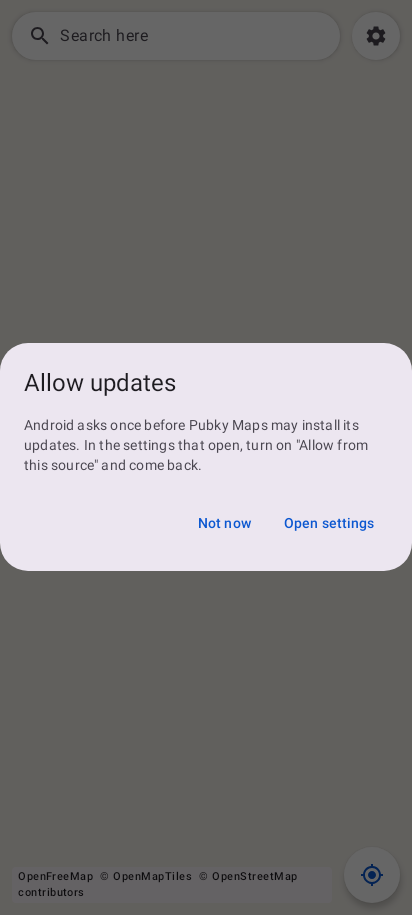 Search here
Allow updates
Android asks once before Pubky Maps may install its
updates. In the settings that open, turn on "Allow from
this source" and come back.
Not now
Open settings
OpenFreeMap © OpenMapTiles © OpenStreetMap
contributors